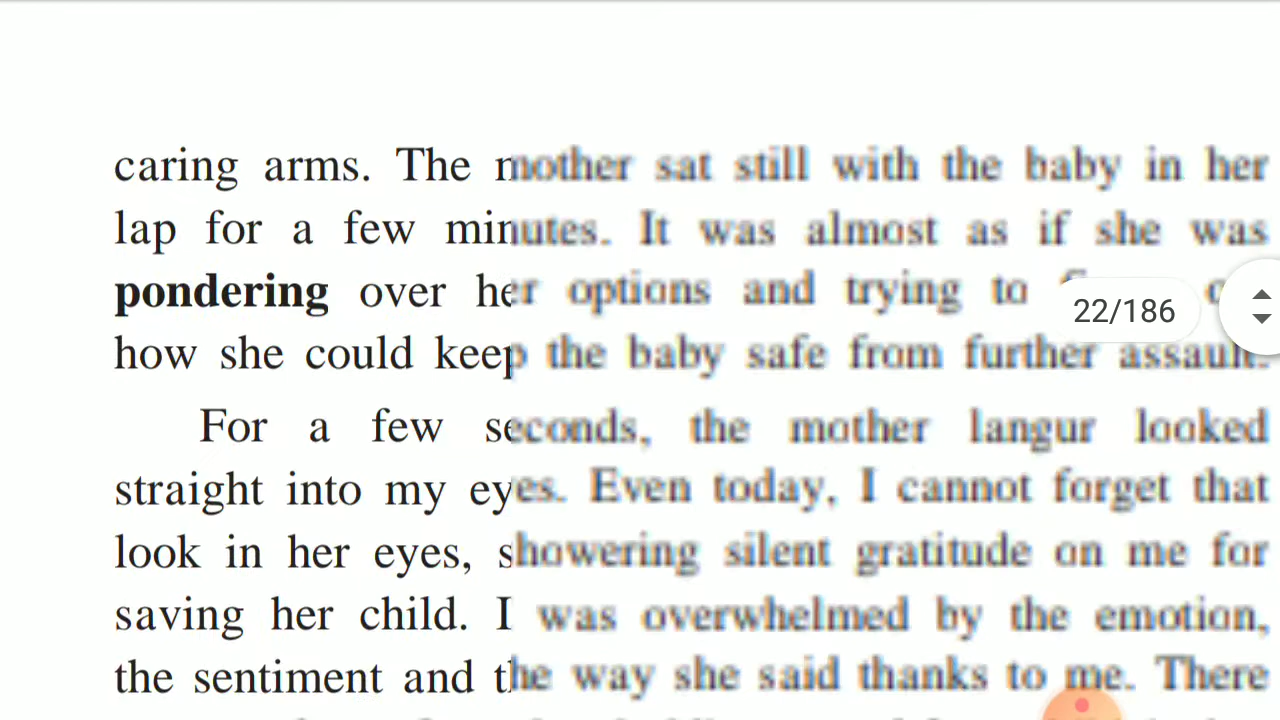 caring arms. The mother sat still with the baby in her
lap for a few minutes. It was almost as if she was
pondering over her options and trying to
22/186
how she could keep the baby safe from further assault.
For a few seconds, the mother langur looked
straight into my eyes. Even today, I cannot forget that
look in her eyes, showering silent gratitude on me for
saving her child. I was overwhelmed by the emotion,
the sentiment and the way she said thanks to me. There